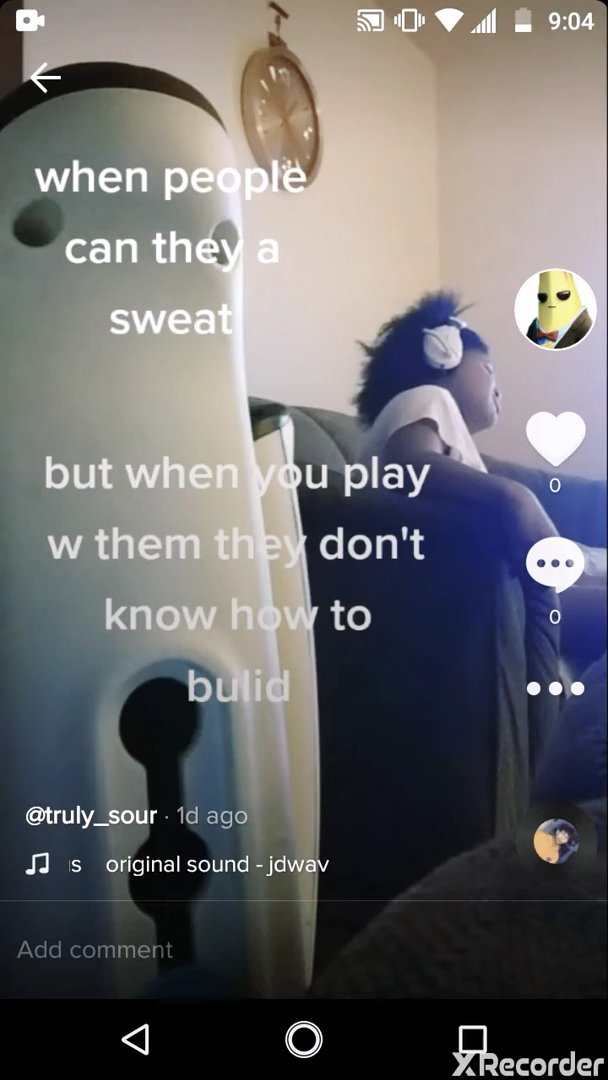 9:04
when people
can they a
sweat
but when you play
w them they don't
know how to
bulid
0
0
@truly_sour · 1d ago
ıs original sound - jdwav
Add comment
XRecorder